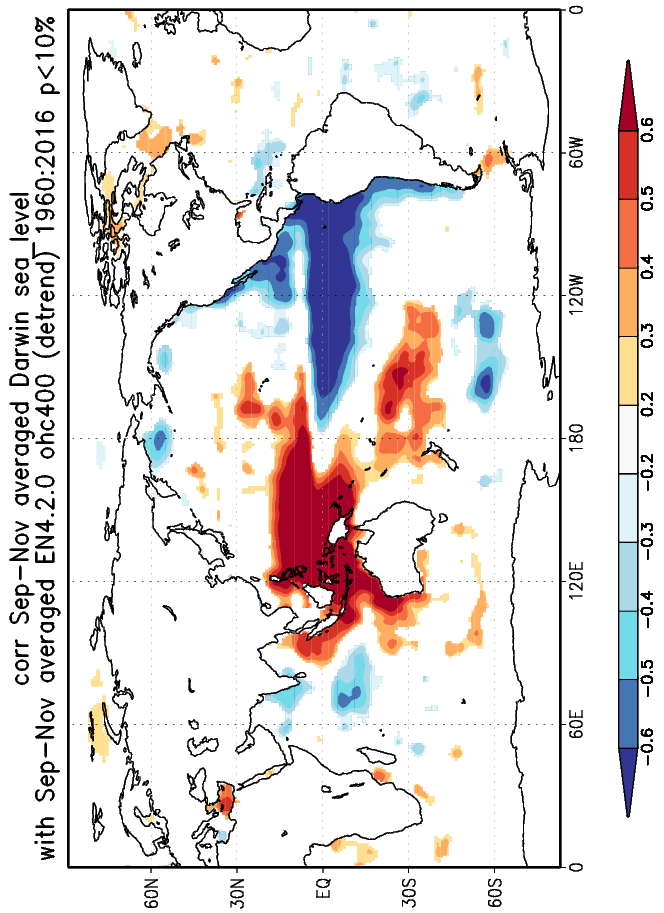 corr Sep-Nov averaged Darwin sea_level
with Sep-Nov averaged EN4.2.0 ohc400 (detrend) 1960:2016 p<10%
60N
30N
EQ
30S
60S
0
60E
120E
180
120W
60W
0
-0.6
-0.5
-0.4
-0.3
-0.2
0.2
0.3
0.4
0.5
0.6